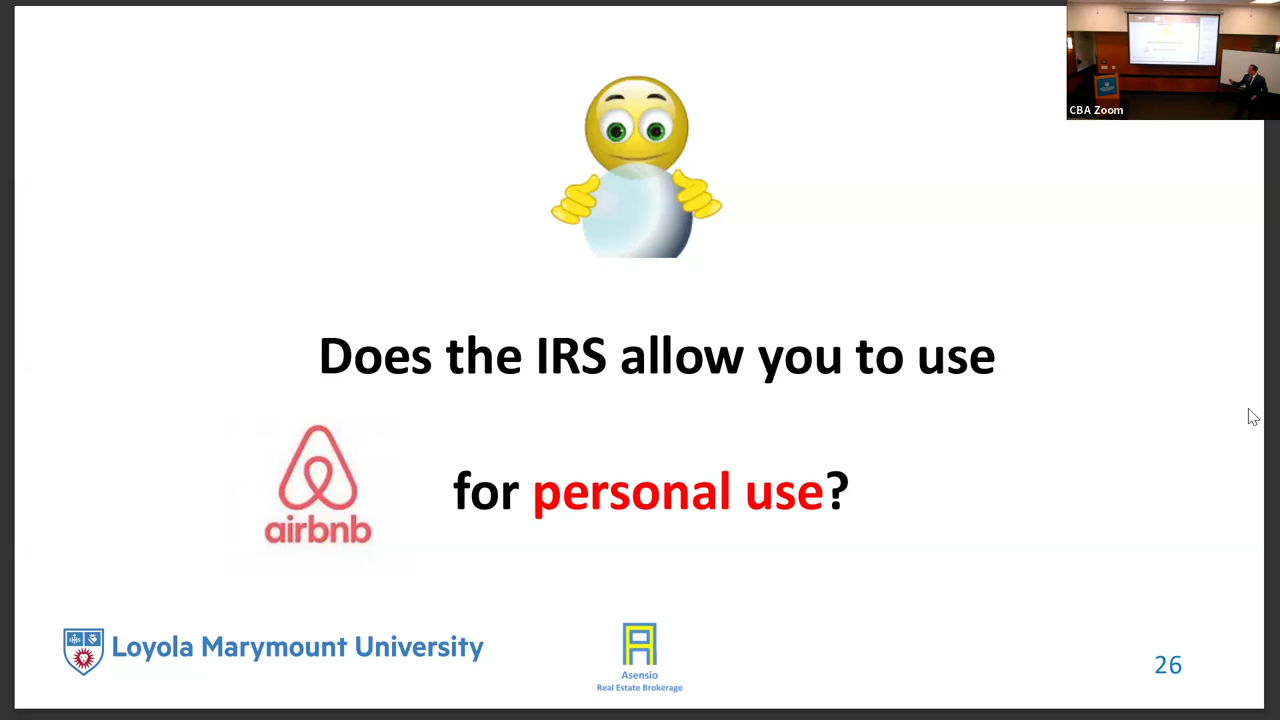 CBA Zoom
Does the IRS allow you to use
airbnb
for personal use?
Loyola Marymount University
Asensio
Real Estate Brokerage
26